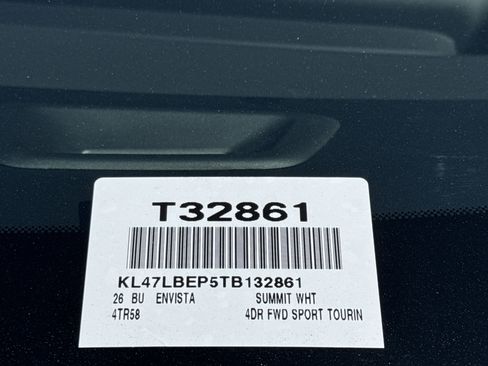 T32861
KL47LBEP5TB132861
26 BU ENVISTA SUMMIT WHT
4TR58 4DR FWD SPORT TOURIN